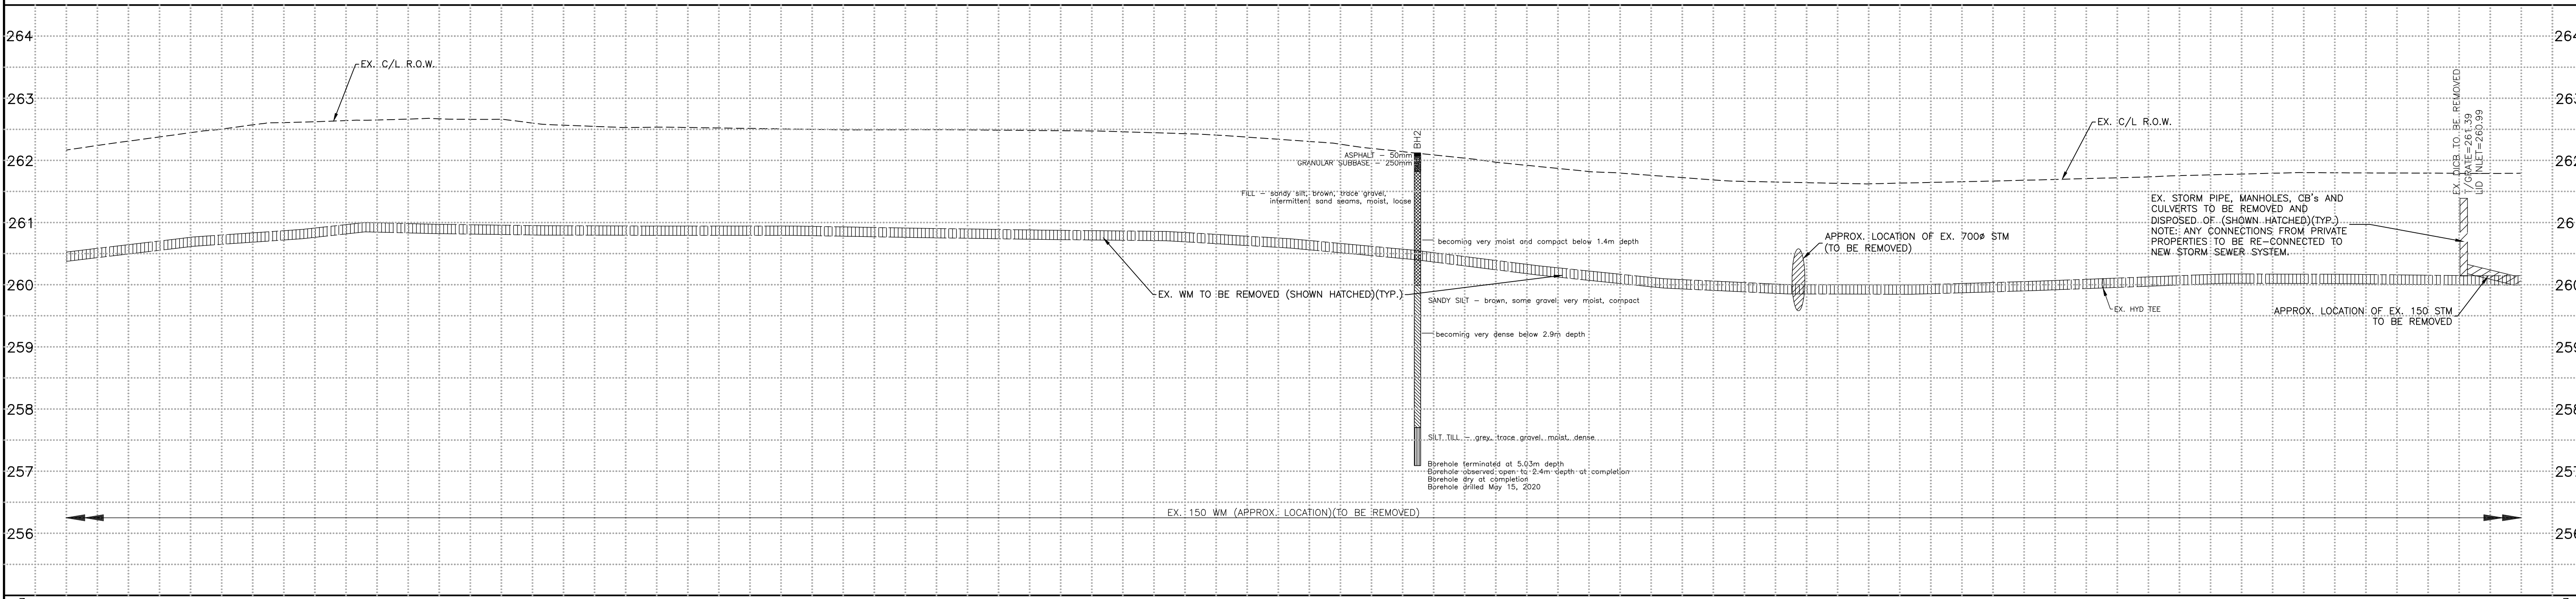 264
263
262
261
260
259
258
257
256
EX. C/L R.O.W.
BH2
ASPHALT - 50mm
GRANULAR SUBBASE - 250mm
FILL - sandy silt, brown, trace gravel,
intermittent sand seams, moist, loose
becoming very moist and compact below 1.4m depth
EX. WM TO BE REMOVED (SHOWN HATCHED)(TYP.)
SANDY SILT - brown, some gravel, very moist, compact
becoming very dense below 2.9m depth
SILT TILL - grey, trace gravel, moist, dense
Borehole terminated at 5.03m depth
Borehole observed open to 2.4m depth at completion
Borehole dry at completion
Borehole drilled May 15, 2020
EX. 150 WM (APPROX. LOCATION)(TO BE REMOVED)
APPROX. LOCATION OF EX. 700ø STM
(TO BE REMOVED)
EX. C/L R.O.W.
EX. STORM PIPE, MANHOLES, CB's AND
CULVERTS TO BE REMOVED AND
DISPOSED OF (SHOWN HATCHED)(TYP.)
NOTE: ANY CONNECTIONS FROM PRIVATE
PROPERTIES TO BE RE-CONNECTED TO
NEW STORM SEWER SYSTEM.
EX. HYD TEE
APPROX. LOCATION OF EX. 150 STM
TO BE REMOVED
EX. DICB TO BE REMOVED
T/GRATE=261.39
LID INLET=260.99
264